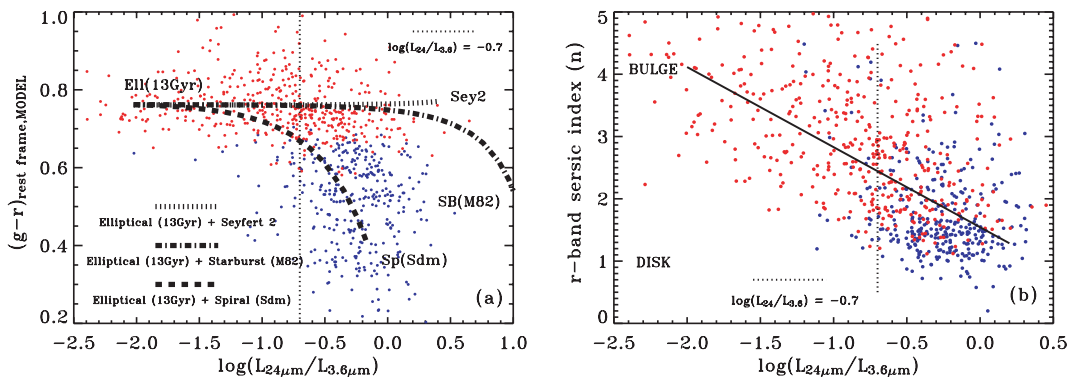 1.0
0.8
0.6
0.4
0.2
(g−r)rest frame,MODEL
log(L24/L3.6) = −0.7
Ell(13Gyr)
Sey2
SB(M82)
Sp(Sdm)
Elliptical (13Gyr) + Seyfert 2
Elliptical (13Gyr) + Starburst (M82)
Elliptical (13Gyr) + Spiral (Sdm)
(a)
−2.5 −2.0 −1.5 −1.0 −0.5 0.0 0.5 1.0
log(L24μm/L3.6μm)
5
4
3
2
1
0
r−band sersic index (n)
BULGE
DISK
log(L24/L3.6) = −0.7
(b)
−2.5 −2.0 −1.5 −1.0 −0.5 0.0 0.5
log(L24μm/L3.6μm)